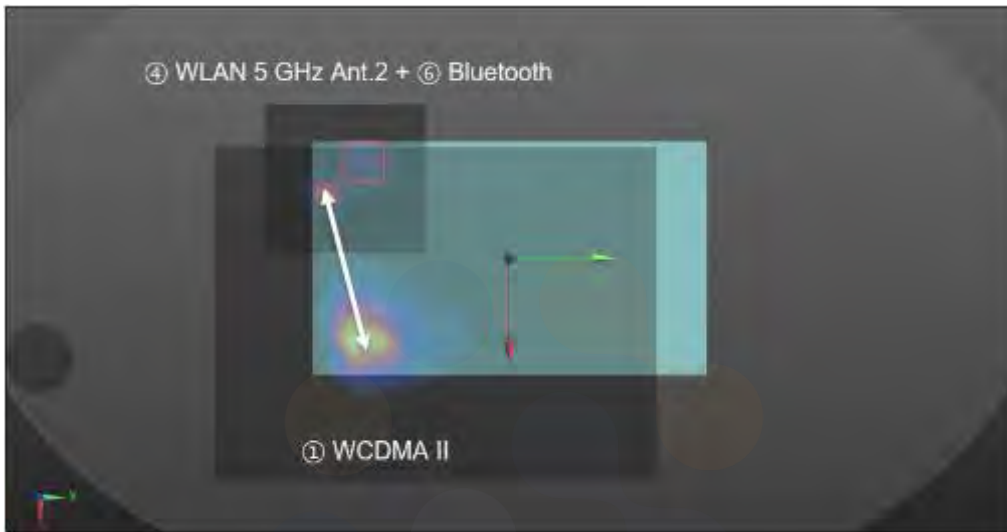 ④ WLAN 5 GHz Ant.2 + ⑥ Bluetooth
① WCDMA II
Y